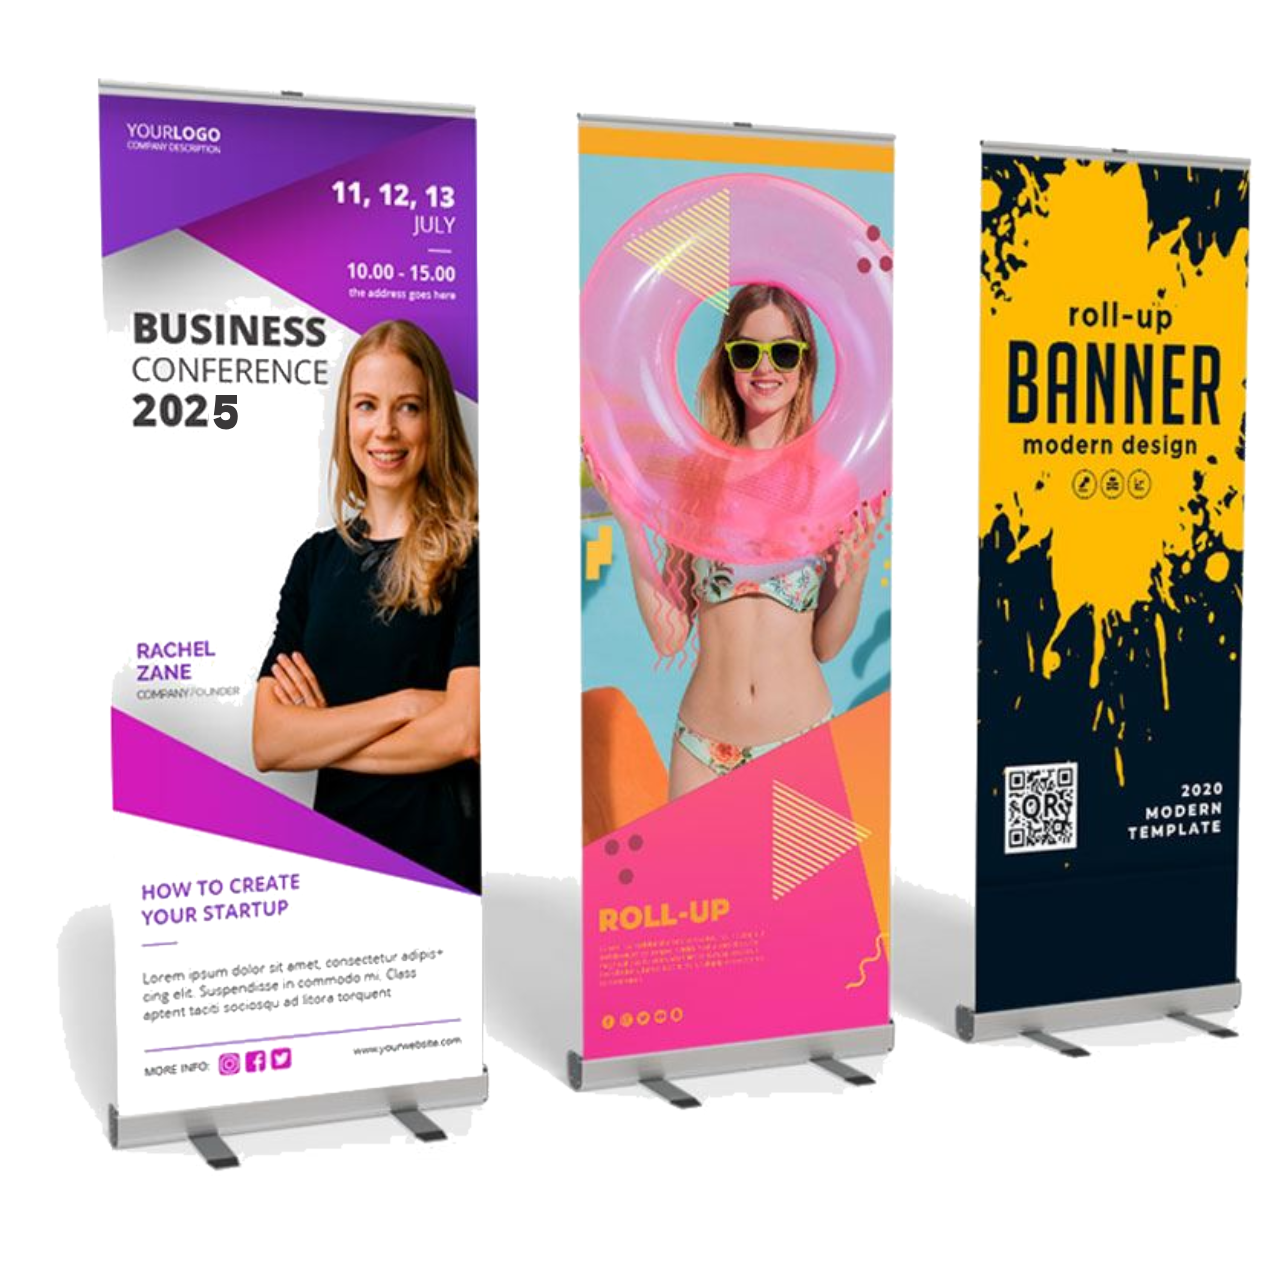 YOURLOGO
COMPANY DESCRIPTION
11, 12, 13
JULY
10.00 - 15.00
the address goes here
BUSINESS
CONFERENCE
2025
RACHEL
ZANE
COMPANY FOUNDER
HOW TO CREATE
YOUR STARTUP
Lorem ipsum dolor sit amet, consectetur adipis+
cing elit. Suspendisse in commodo mi. Class
aptent taciti sociosqu ad litora torquent
MORE INFO:
www.yourwebsite.com
ROLL-UP
roll-up
BANNER
modern design
QR
2020
MODERN
TEMPLATE